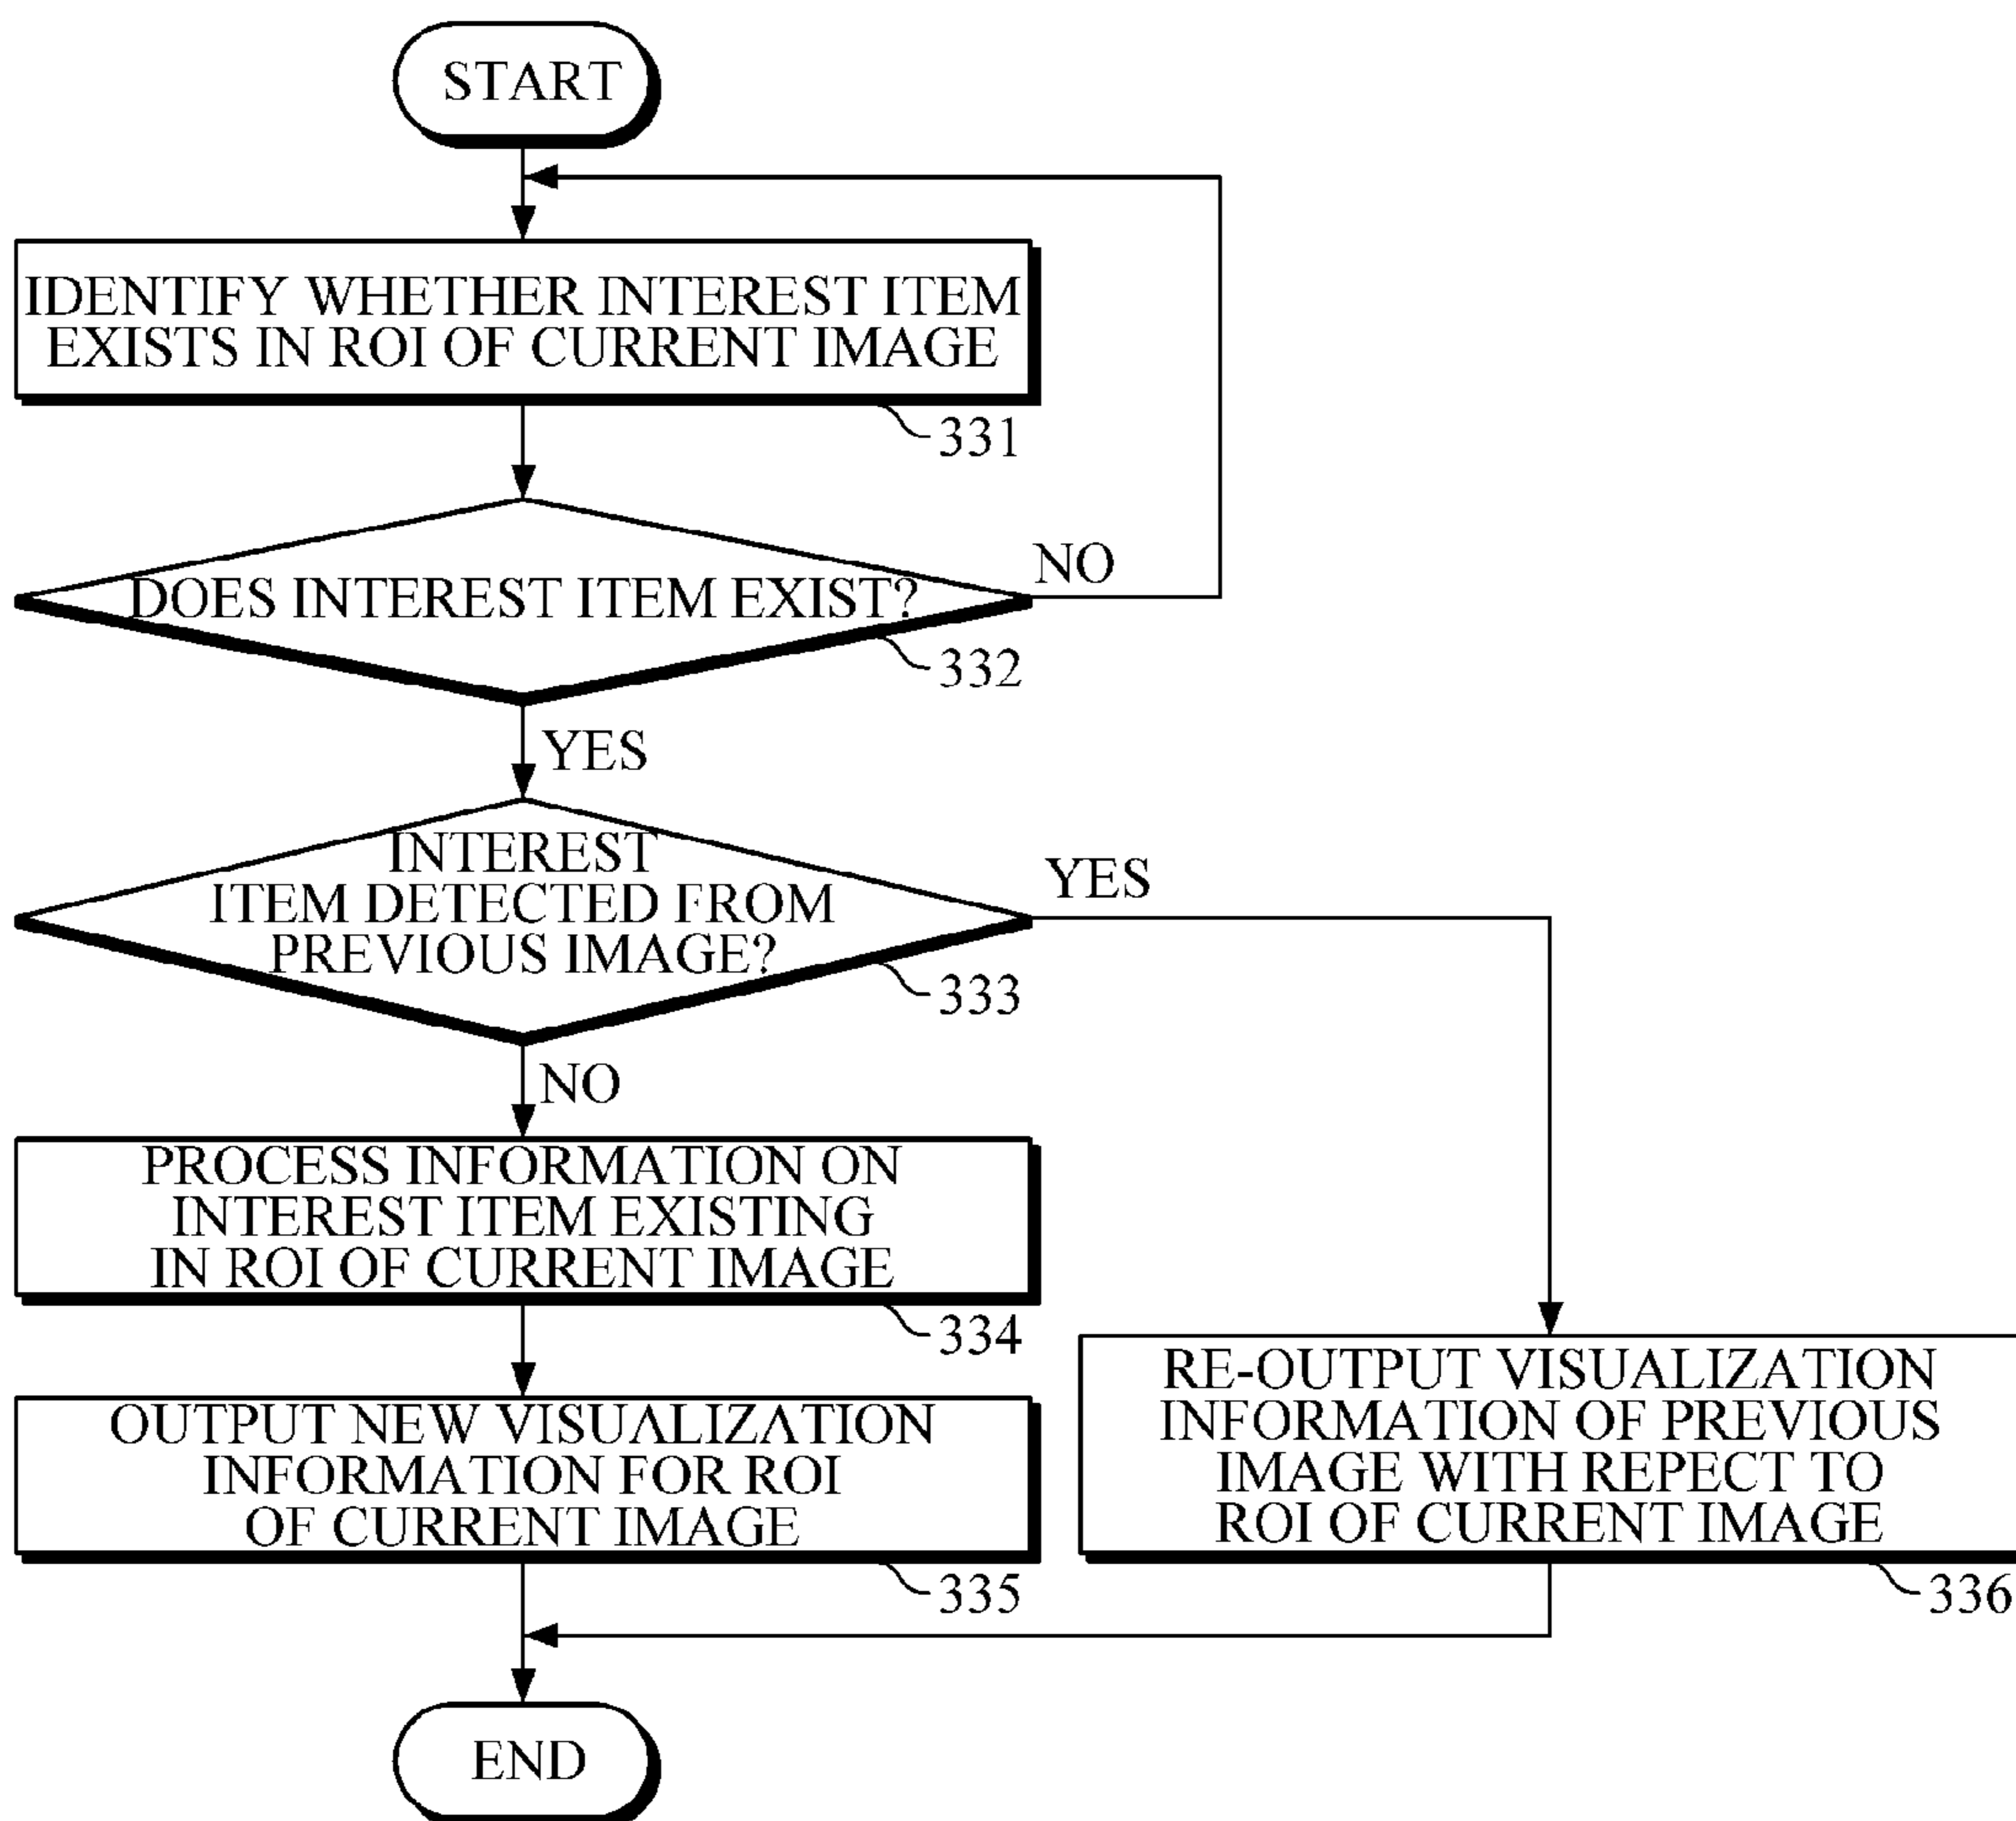 START
IDENTIFY WHETHER INTEREST ITEM
EXISTS IN ROI OF CURRENT IMAGE
331
DOES INTEREST ITEM EXIST?
NO
332
YES
INTEREST
ITEM DETECTED FROM
PREVIOUS IMAGE?
YES
333
NO
PROCESS INFORMATION ON
INTEREST ITEM EXISTING
IN ROI OF CURRENT IMAGE
334
OUTPUT NEW VISUALIZATION
INFORMATION FOR ROI
OF CURRENT IMAGE
335
RE-OUTPUT VISUALIZATION
INFORMATION OF PREVIOUS
IMAGE WITH REPECT TO
ROI OF CURRENT IMAGE
336
END